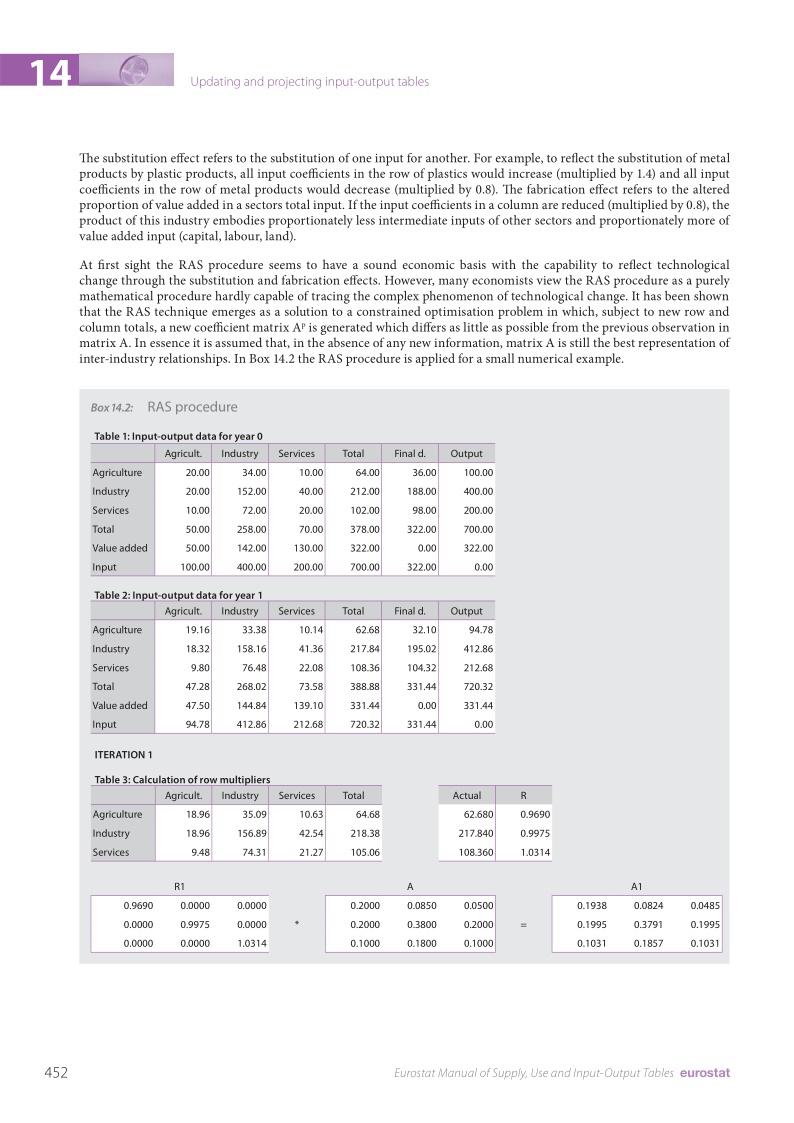 14
Updating and projecting input-output tables
The substitution effect refers to the substitution of one input for another. For example, to reflect the substitution of metal
products by plastic products, all input coefficients in the row of plastics would increase (multiplied by 1.4) and all input
coefficients in the row of metal products would decrease (multiplied by 0.8). The fabrication effect refers to the altered
proportion of value added in a sectors total input. If the input coefficients in a column are reduced (multiplied by 0.8), the
product of this industry embodies proportionately less intermediate inputs of other sectors and proportionately more of
value added input (capital, labour, land).
At first sight the RAS procedure seems to have a sound economic basis with the capability to reflect technological
change through the substitution and fabrication effects. However, many economists view the RAS procedure as a purely
mathematical procedure hardly capable of tracing the complex phenomenon of technological change. It has been shown
that the RAS technique emerges as a solution to a constrained optimisation problem in which, subject to new row and
column totals, a new coefficient matrix Aᵖ is generated which differs as little as possible from the previous observation in
matrix A. In essence it is assumed that, in the absence of any new information, matrix A is still the best representation of
inter-industry relationships. In Box 14.2 the RAS procedure is applied for a small numerical example.
Box 14.2: RAS procedure
Table 1: Input-output data for year 0
Agricult. Industry Services Total Final d. Output
Agriculture 20.00 34.00 10.00 64.00 36.00 100.00
Industry 20.00 152.00 40.00 212.00 188.00 400.00
Services 10.00 72.00 20.00 102.00 98.00 200.00
Total 50.00 258.00 70.00 378.00 322.00 700.00
Value added 50.00 142.00 130.00 322.00 0.00 322.00
Input 100.00 400.00 200.00 700.00 322.00 0.00
Table 2: Input-output data for year 1
Agricult. Industry Services Total Final d. Output
Agriculture 19.16 33.38 10.14 62.68 32.10 94.78
Industry 18.32 158.16 41.36 217.84 195.02 412.86
Services 9.80 76.48 22.08 108.36 104.32 212.68
Total 47.28 268.02 73.58 388.88 331.44 720.32
Value added 47.50 144.84 139.10 331.44 0.00 331.44
Input 94.78 412.86 212.68 720.32 331.44 0.00
ITERATION 1
Table 3: Calculation of row multipliers
Agricult. Industry Services Total Actual R
Agriculture 18.96 35.09 10.63 64.68 62.680 0.9690
Industry 18.96 156.89 42.54 218.38 217.840 0.9975
Services 9.48 74.31 21.27 105.06 108.360 1.0314
R1 A A1
0.9690 0.0000 0.0000 0.2000 0.0850 0.0500 0.1938 0.0824 0.0485
0.0000 0.9975 0.0000 * 0.2000 0.3800 0.2000 = 0.1995 0.3791 0.1995
0.0000 0.0000 1.0314 0.1000 0.1800 0.1000 0.1031 0.1857 0.1031
452
Eurostat Manual of Supply, Use and Input-Output Tables eurostat